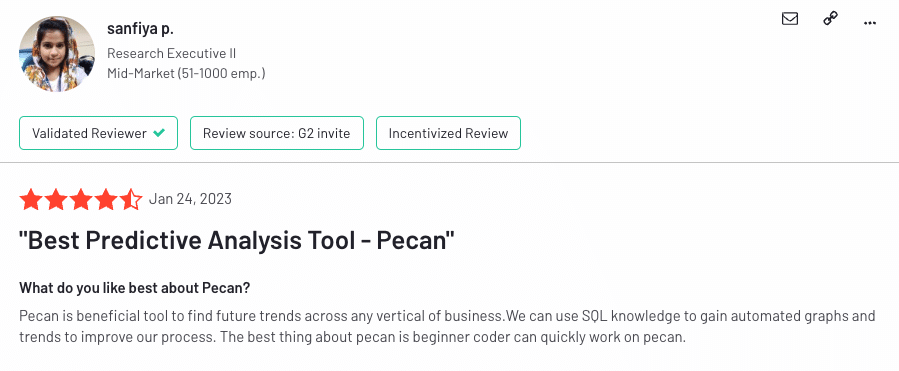 sanfiya p.
Research Executive II
Mid-Market (51-1000 emp.)
Validated Reviewer
Review source: G2 invite
Incentivized Review
Jan 24, 2023
"Best Predictive Analysis Tool - Pecan"
What do you like best about Pecan?
Pecan is beneficial tool to find future trends across any vertical of business.We can use SQL knowledge to gain automated graphs and
trends to improve our process. The best thing about pecan is beginner coder can quickly work on pecan.